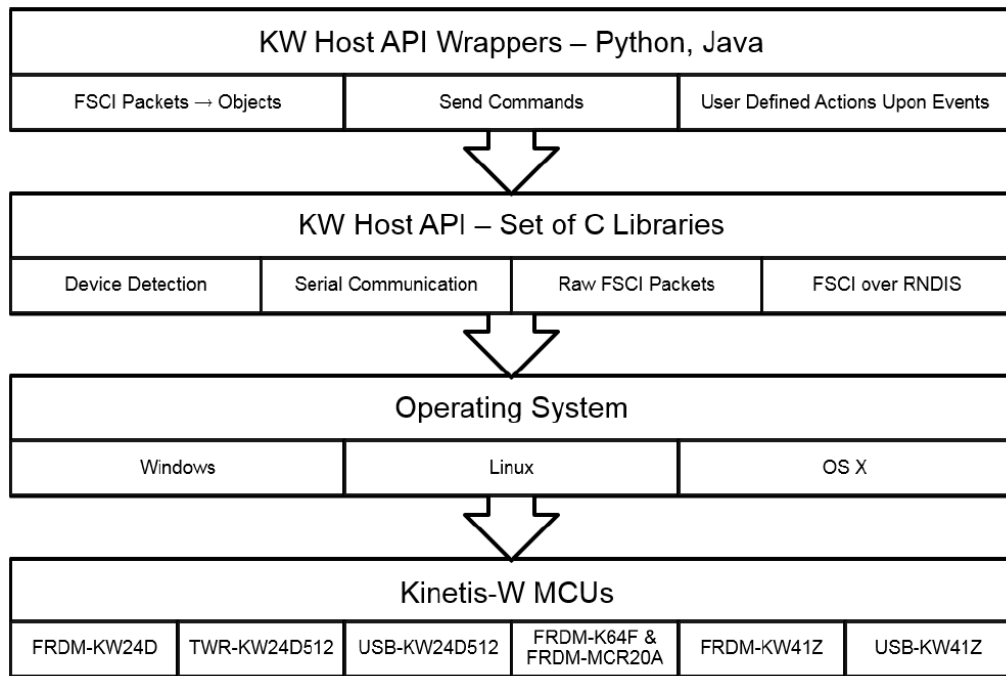 KW Host API Wrappers – Python, Java
FSCI Packets → Objects
Send Commands
User Defined Actions Upon Events
KW Host API – Set of C Libraries
Device Detection
Serial Communication
Raw FSCI Packets
FSCI over RNDIS
Operating System
Windows
Linux
OS X
Kinetis-W MCUs
FRDM-KW24D
TWR-KW24D512
USB-KW24D512
FRDM-K64F &
FRDM-MCR20A
FRDM-KW41Z
USB-KW41Z